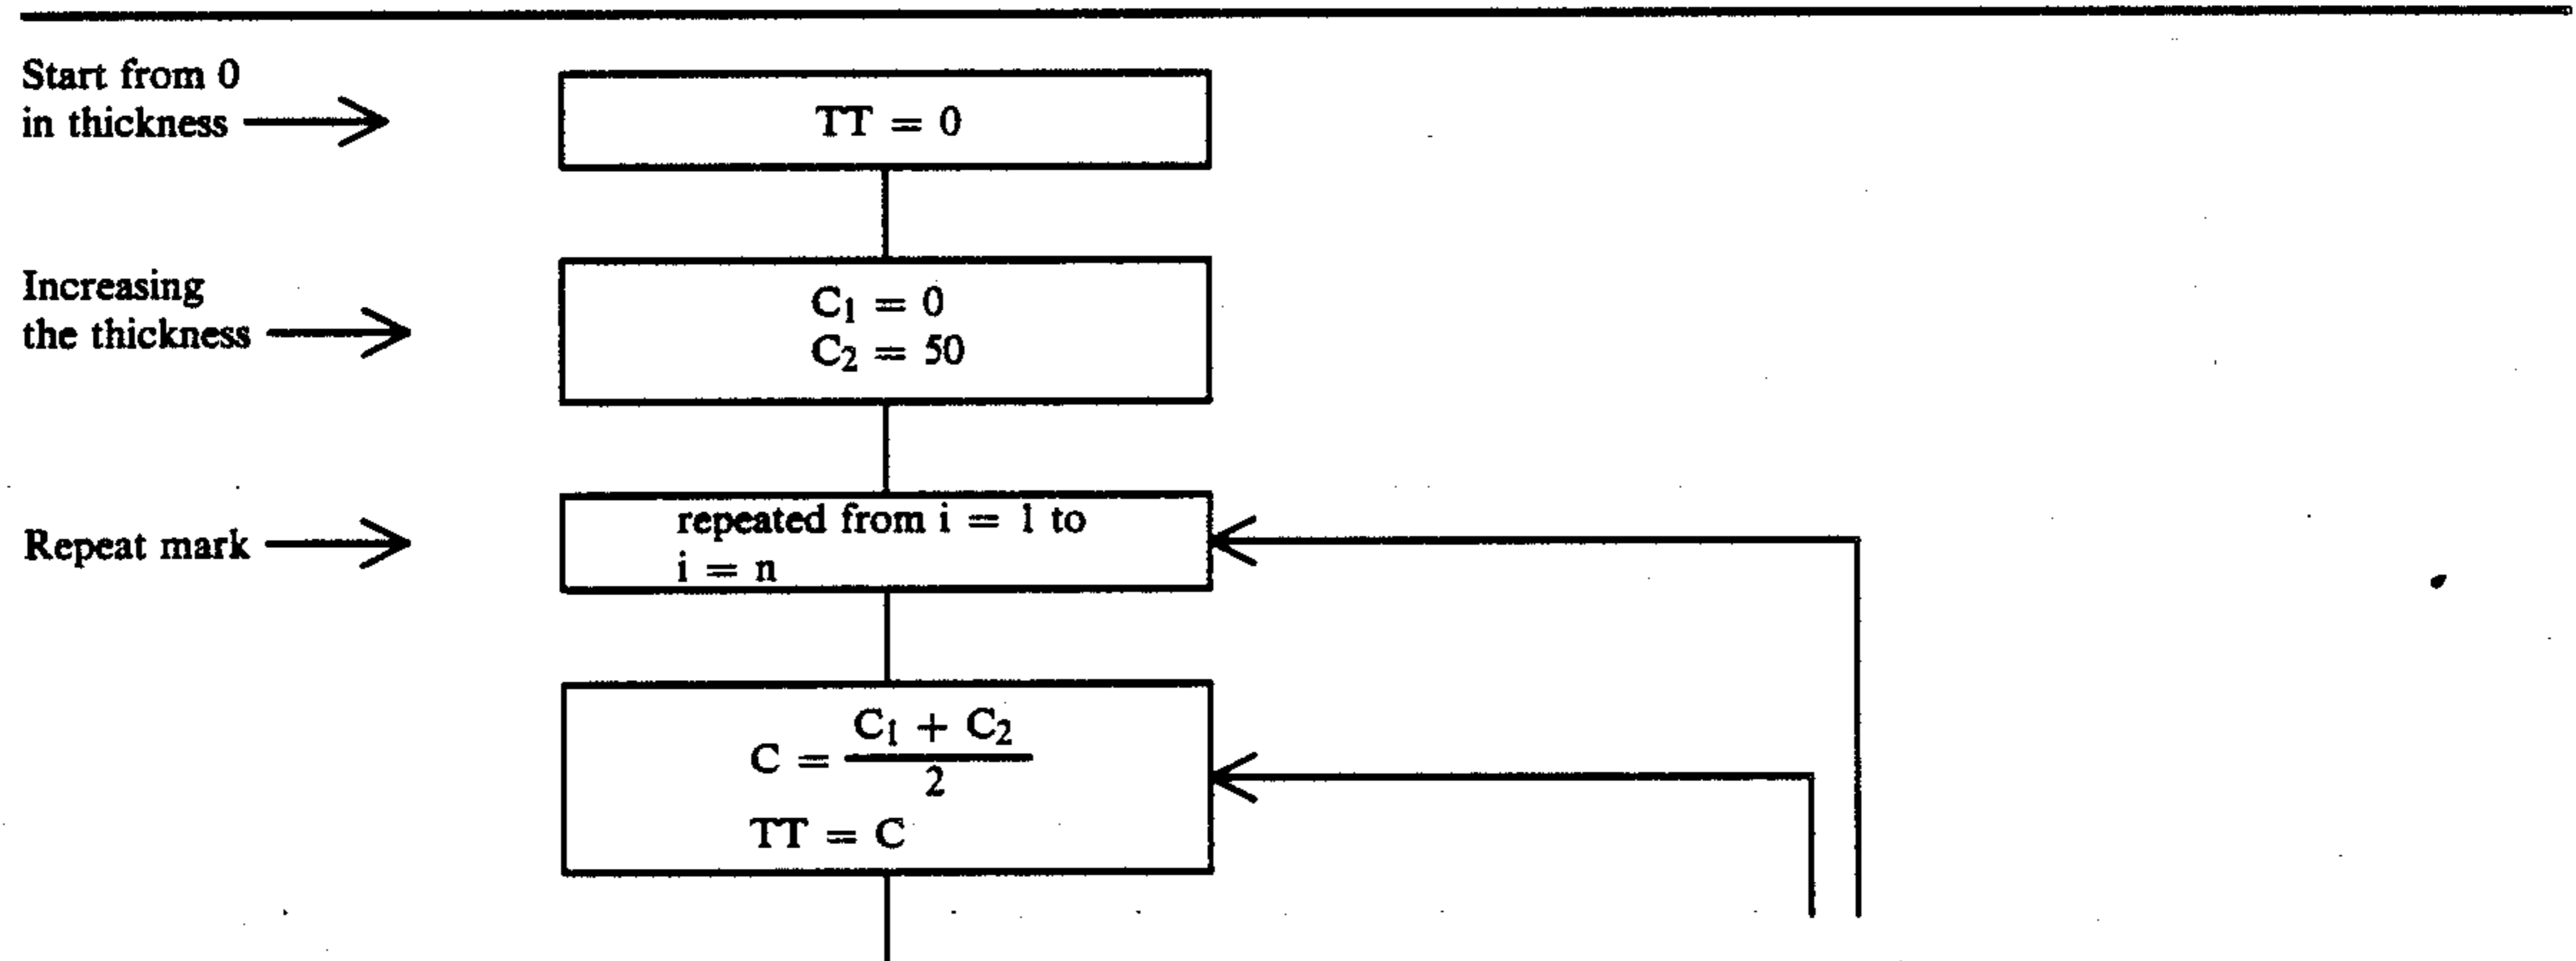 Start from 0
in thickness
TT = 0
Increasing
the thickness
C₁ = 0
C₂ = 50
Repeat mark
repeated from i = 1 to
i = n
C = (C₁ + C₂) / 2
TT = C